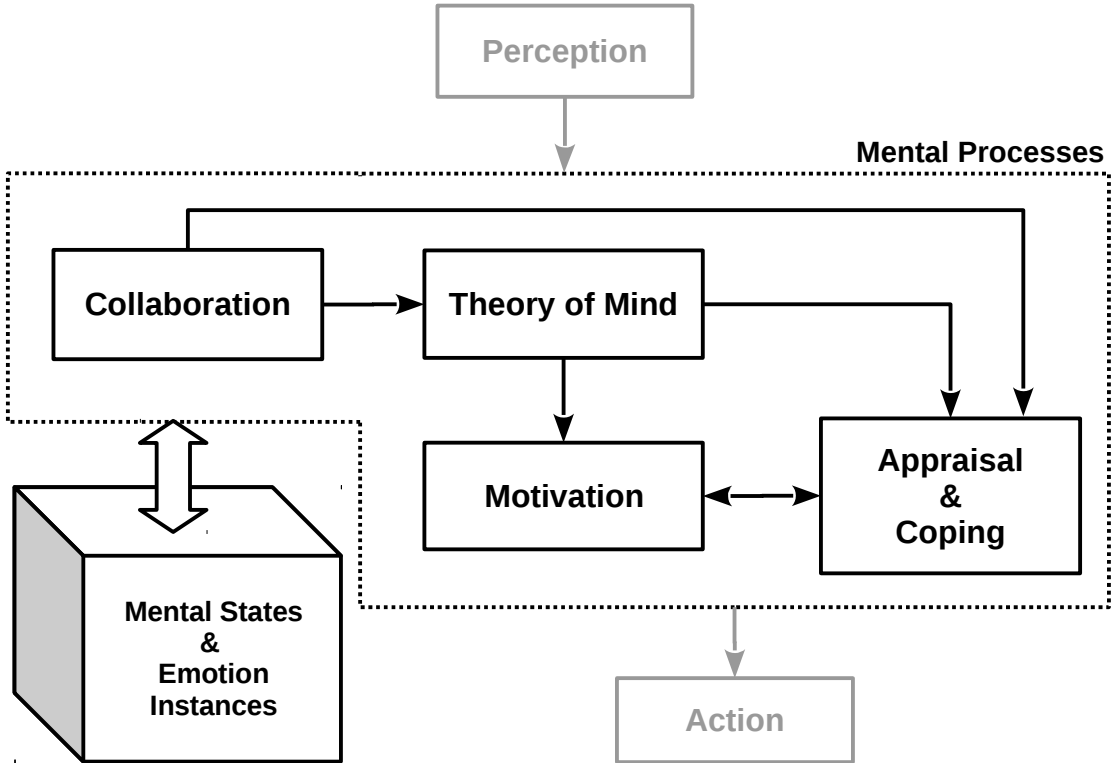 Perception
Mental Processes
Collaboration
Theory of Mind
Motivation
Appraisal
&
Coping
Mental States
&
Emotion
Instances
Action